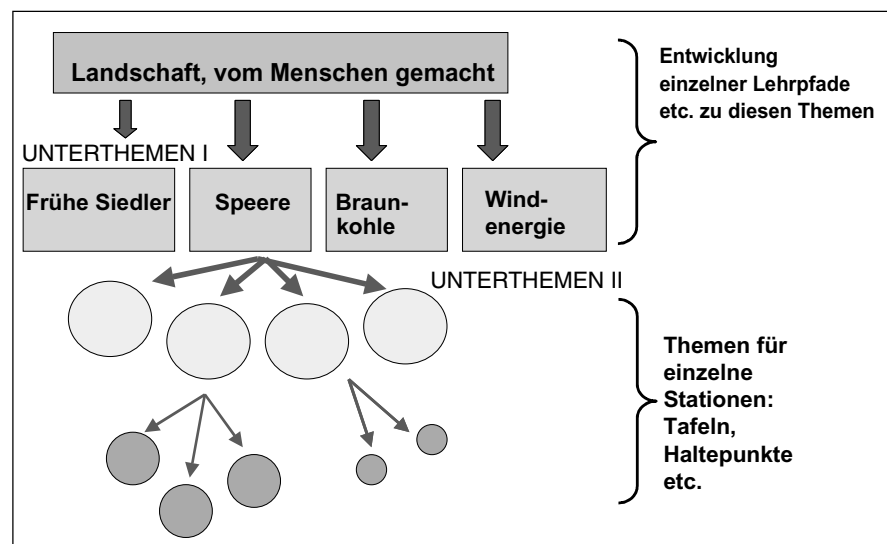 Landschaft, vom Menschen gemacht
Entwicklung
einzelner Lehrpfade
etc. zu diesen Themen
UNTERTHEMEN I
Frühe Siedler
Speere
Braun-
kohle
Wind-
energie
UNTERTHEMEN II
Themen für
einzelne
Stationen:
Tafeln,
Haltepunkte
etc.